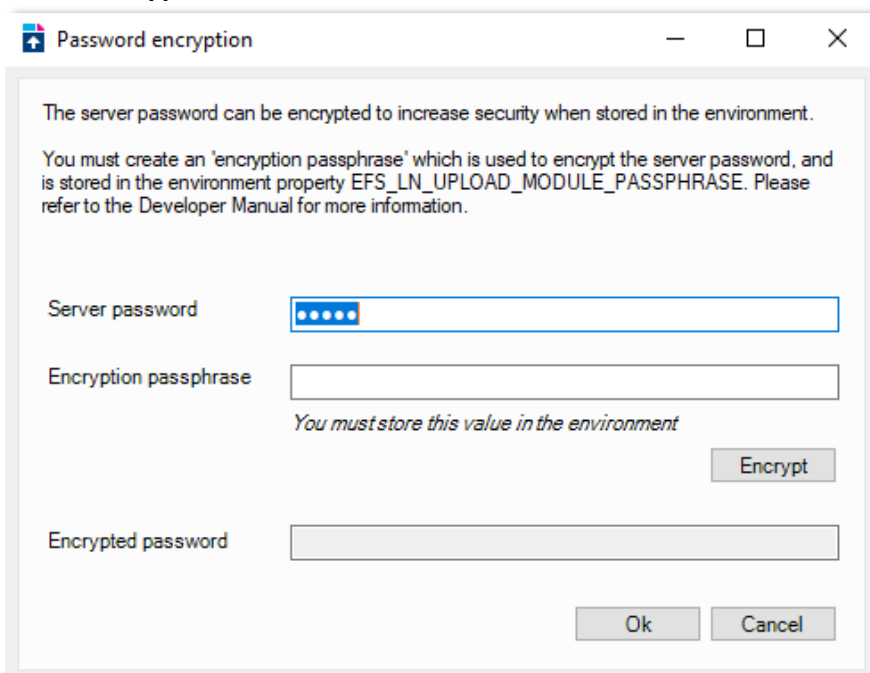 Password encryption
The server password can be encrypted to increase security when stored in the environment.
You must create an 'encryption passphrase' which is used to encrypt the server password, and
is stored in the environment property EFS_LN_UPLOAD_MODULE_PASSPHRASE. Please
refer to the Developer Manual for more information.
Server password
•••••
Encryption passphrase
You must store this value in the environment
Encrypt
Encrypted password
Ok
Cancel